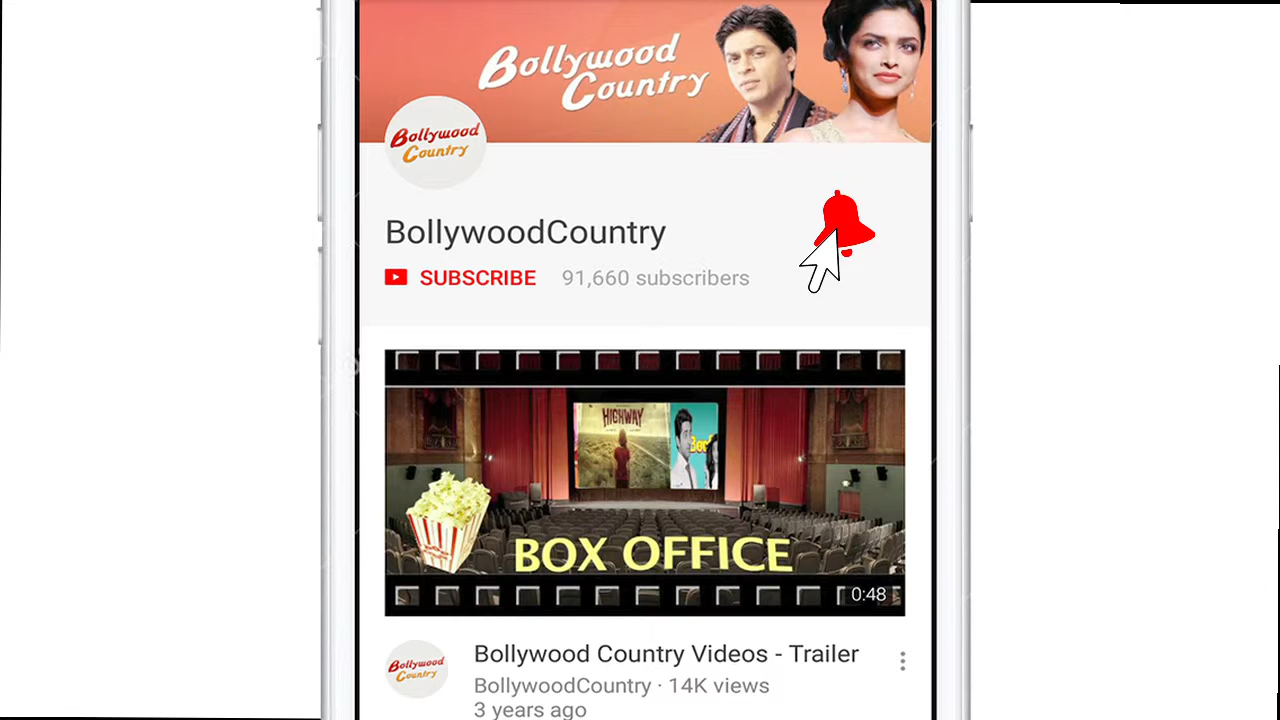 Bollywood
Country
Bollywood
Country
BollywoodCountry
SUBSCRIBE 91,660 subscribers
HIGHWAY
BOX OFFICE
0:48
Bollywood Country Videos - Trailer
Bollywood
Country
BollywoodCountry · 14K views
3 years ago